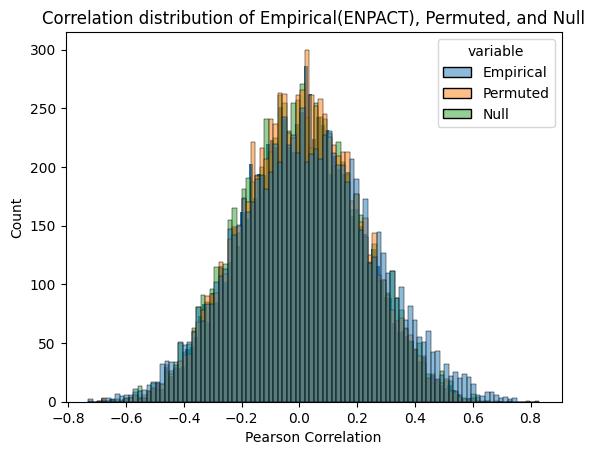 Correlation distribution of Empirical(ENPACT), Permuted, and Null
variable
Empirical
Permuted
Null
Count
300
250
200
150
100
50
0
−0.8 −0.6 −0.4 −0.2 0.0 0.2 0.4 0.6 0.8
Pearson Correlation